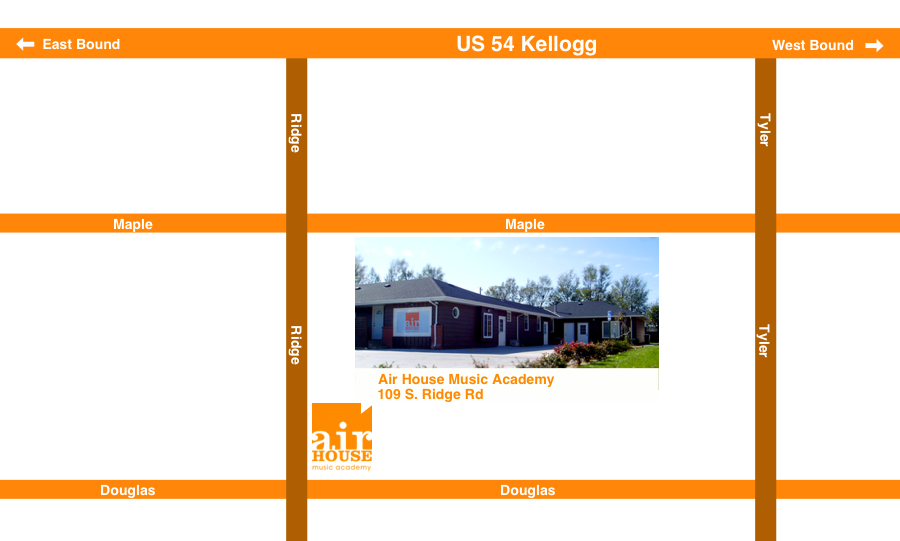 East Bound
US 54 Kellogg
West Bound
Ridge
Tyler
Maple
Maple
air
Ridge
Tyler
Air House Music Academy
109 S. Ridge Rd
air
HOUSE
music academy
Douglas
Douglas